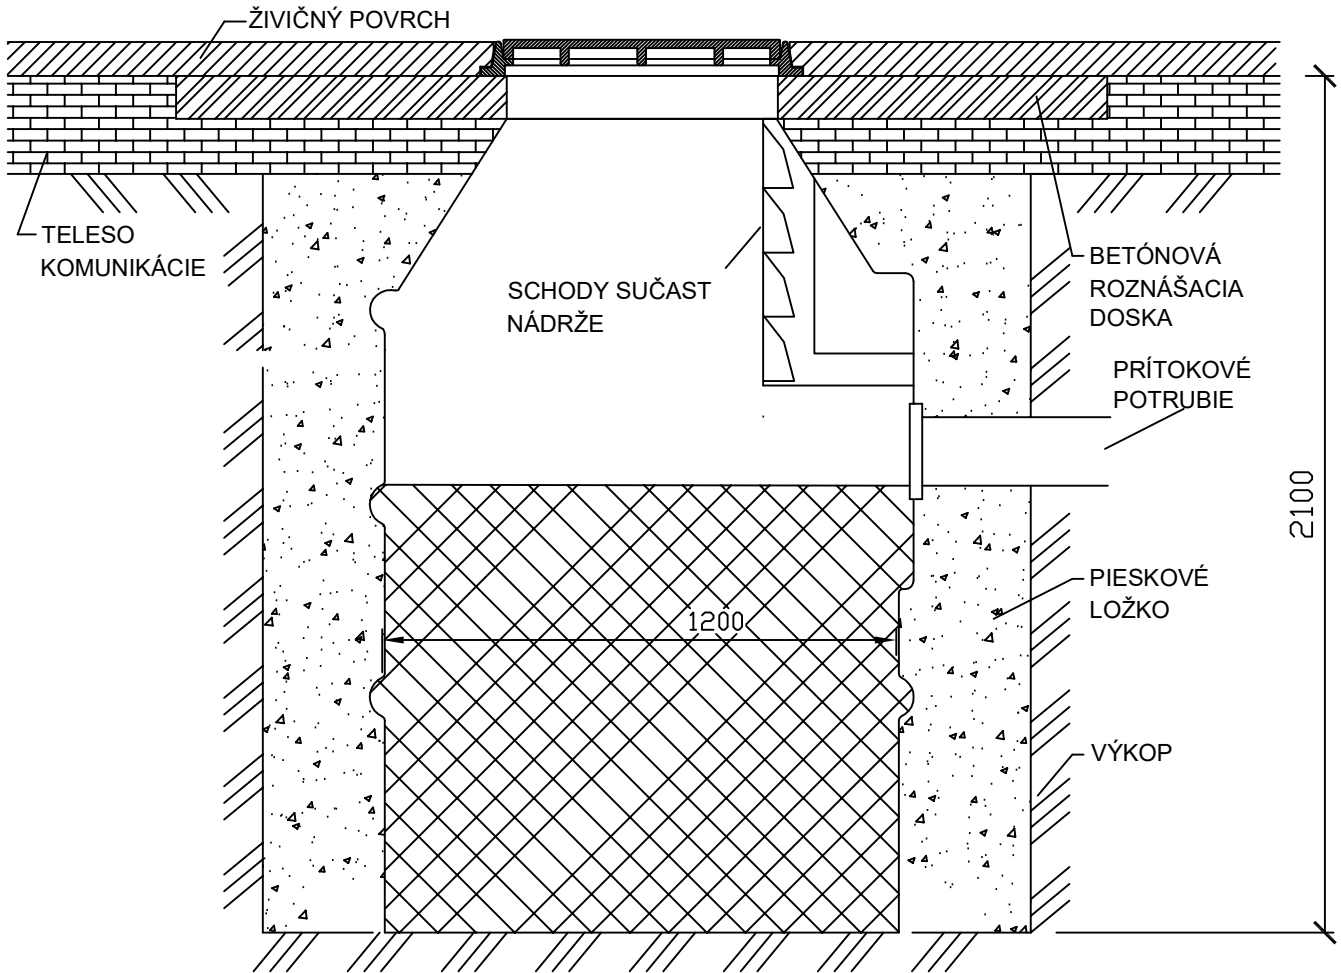 ŽIVIČNÝ POVRCH
TELESO
KOMUNIKÁCIE
SCHODY SUČAST
NÁDRŽE
BETÓNOVÁ
ROZNÁŠACIA
DOSKA
PRÍTOKOVÉ
POTRUBIE
2100
PIESKOVÉ
LOŽKO
1200
VÝKOP